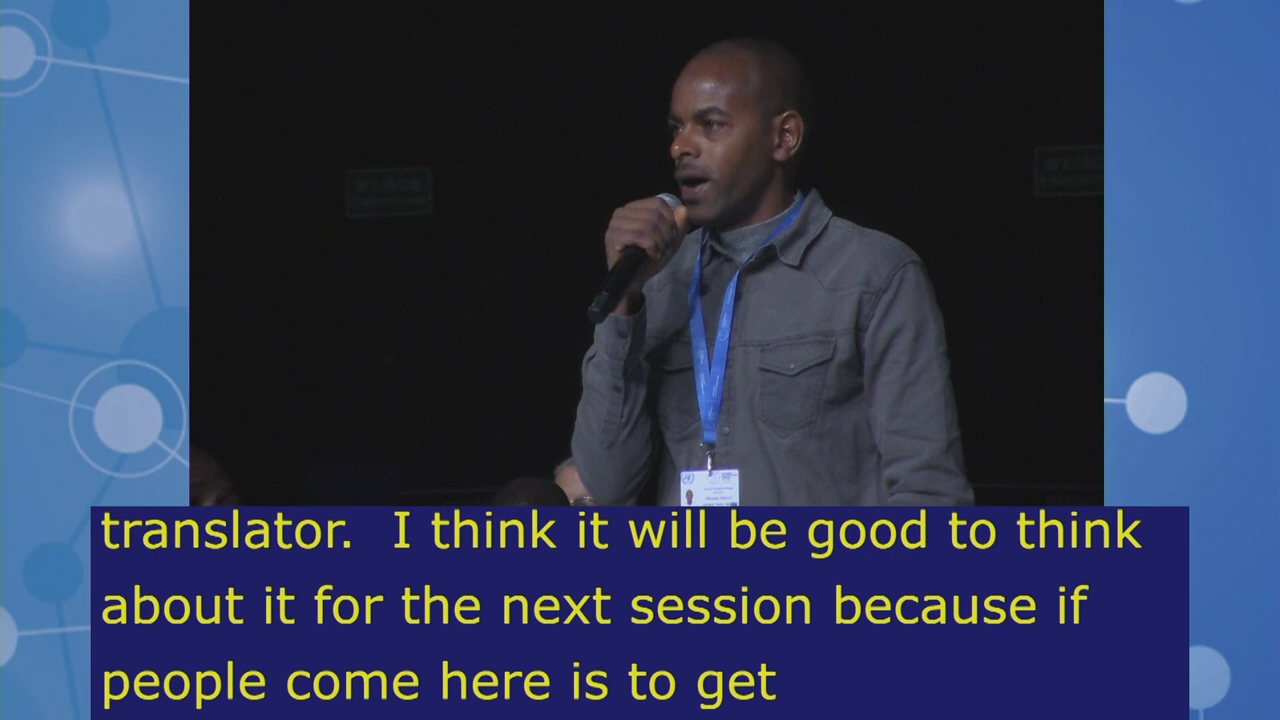 WYJŚCIE
translator.  I think it will be good to think
about it for the next session because if
people come here is to get